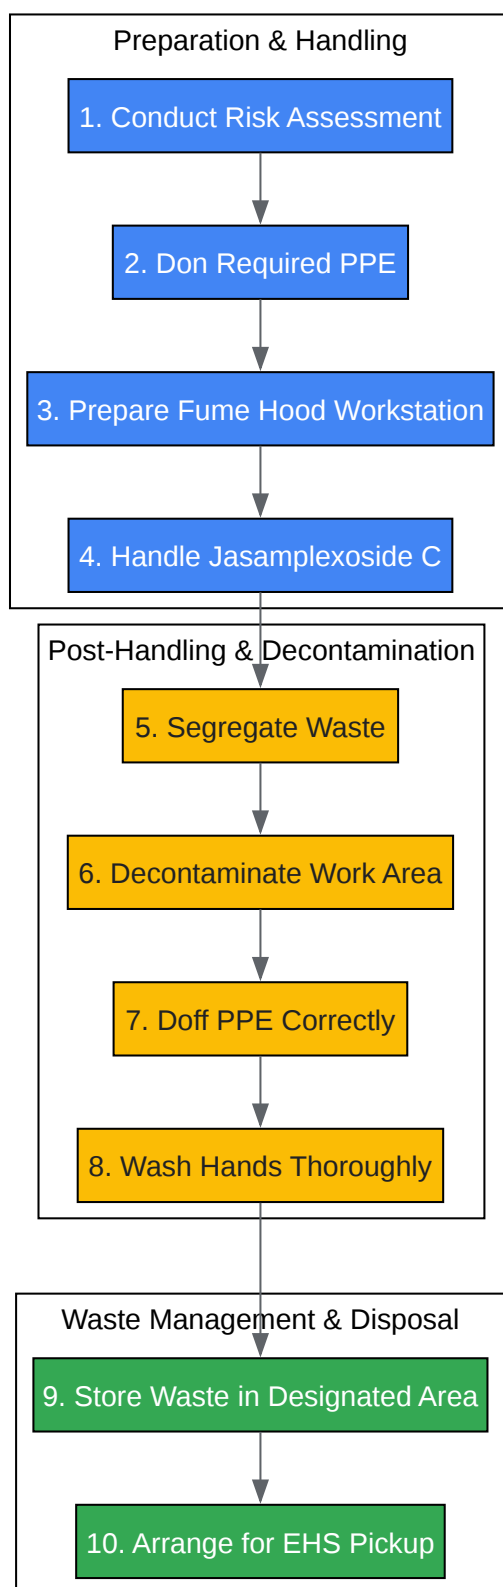 Preparation & Handling
1. Conduct Risk Assessment
2. Don Required PPE
3. Prepare Fume Hood Workstation
4. Handle Jasamplexoside C
Post-Handling & Decontamination
5. Segregate Waste
6. Decontaminate Work Area
7. Doff PPE Correctly
8. Wash Hands Thoroughly
Waste Management & Disposal
9. Store Waste in Designated Area
10. Arrange for EHS Pickup